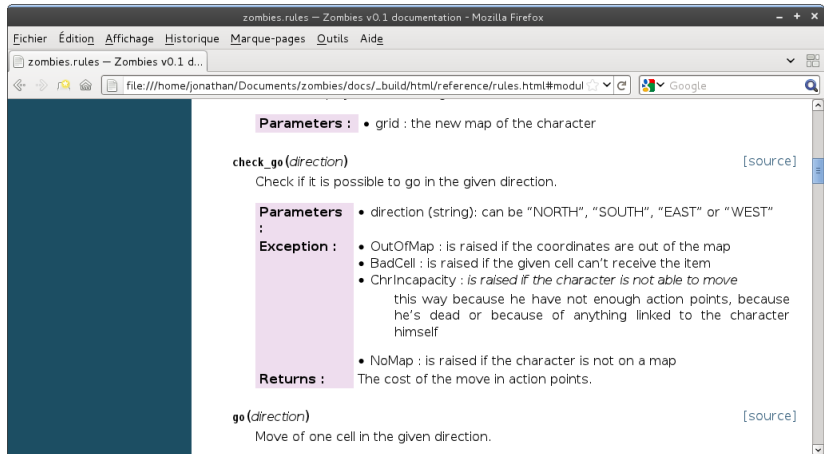 zombies.rules — Zombies v0.1 documentation - Mozilla Firefox
Fichier Édition Affichage Historique Marque-pages Outils Aide
zombies.rules — Zombies v0.1 d...
file:///home/jonathan/Documents/zombies/docs/_build/html/reference/rules.html#modul
Google
Parameters : • grid : the new map of the character
check_go(direction) [source]
Check if it is possible to go in the given direction.
Parameters • direction (string): can be “NORTH”, “SOUTH”, “EAST” or “WEST”
:
Exception : • OutOfMap : is raised if the coordinates are out of the map
• BadCell : is raised if the given cell can’t receive the item
• ChrIncapacity : is raised if the character is not able to move
this way because he have not enough action points, because
he’s dead or because of anything linked to the character
himself
• NoMap : is raised if the character is not on a map
Returns : The cost of the move in action points.
go(direction) [source]
Move of one cell in the given direction.